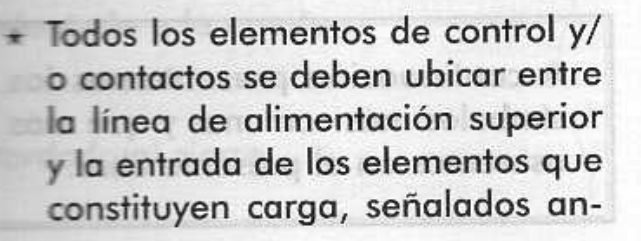 * Todos los elementos de control y/
o contactos se deben ubicar entre
la línea de alimentación superior
y la entrada de los elementos que
constituyen carga, señalados an-